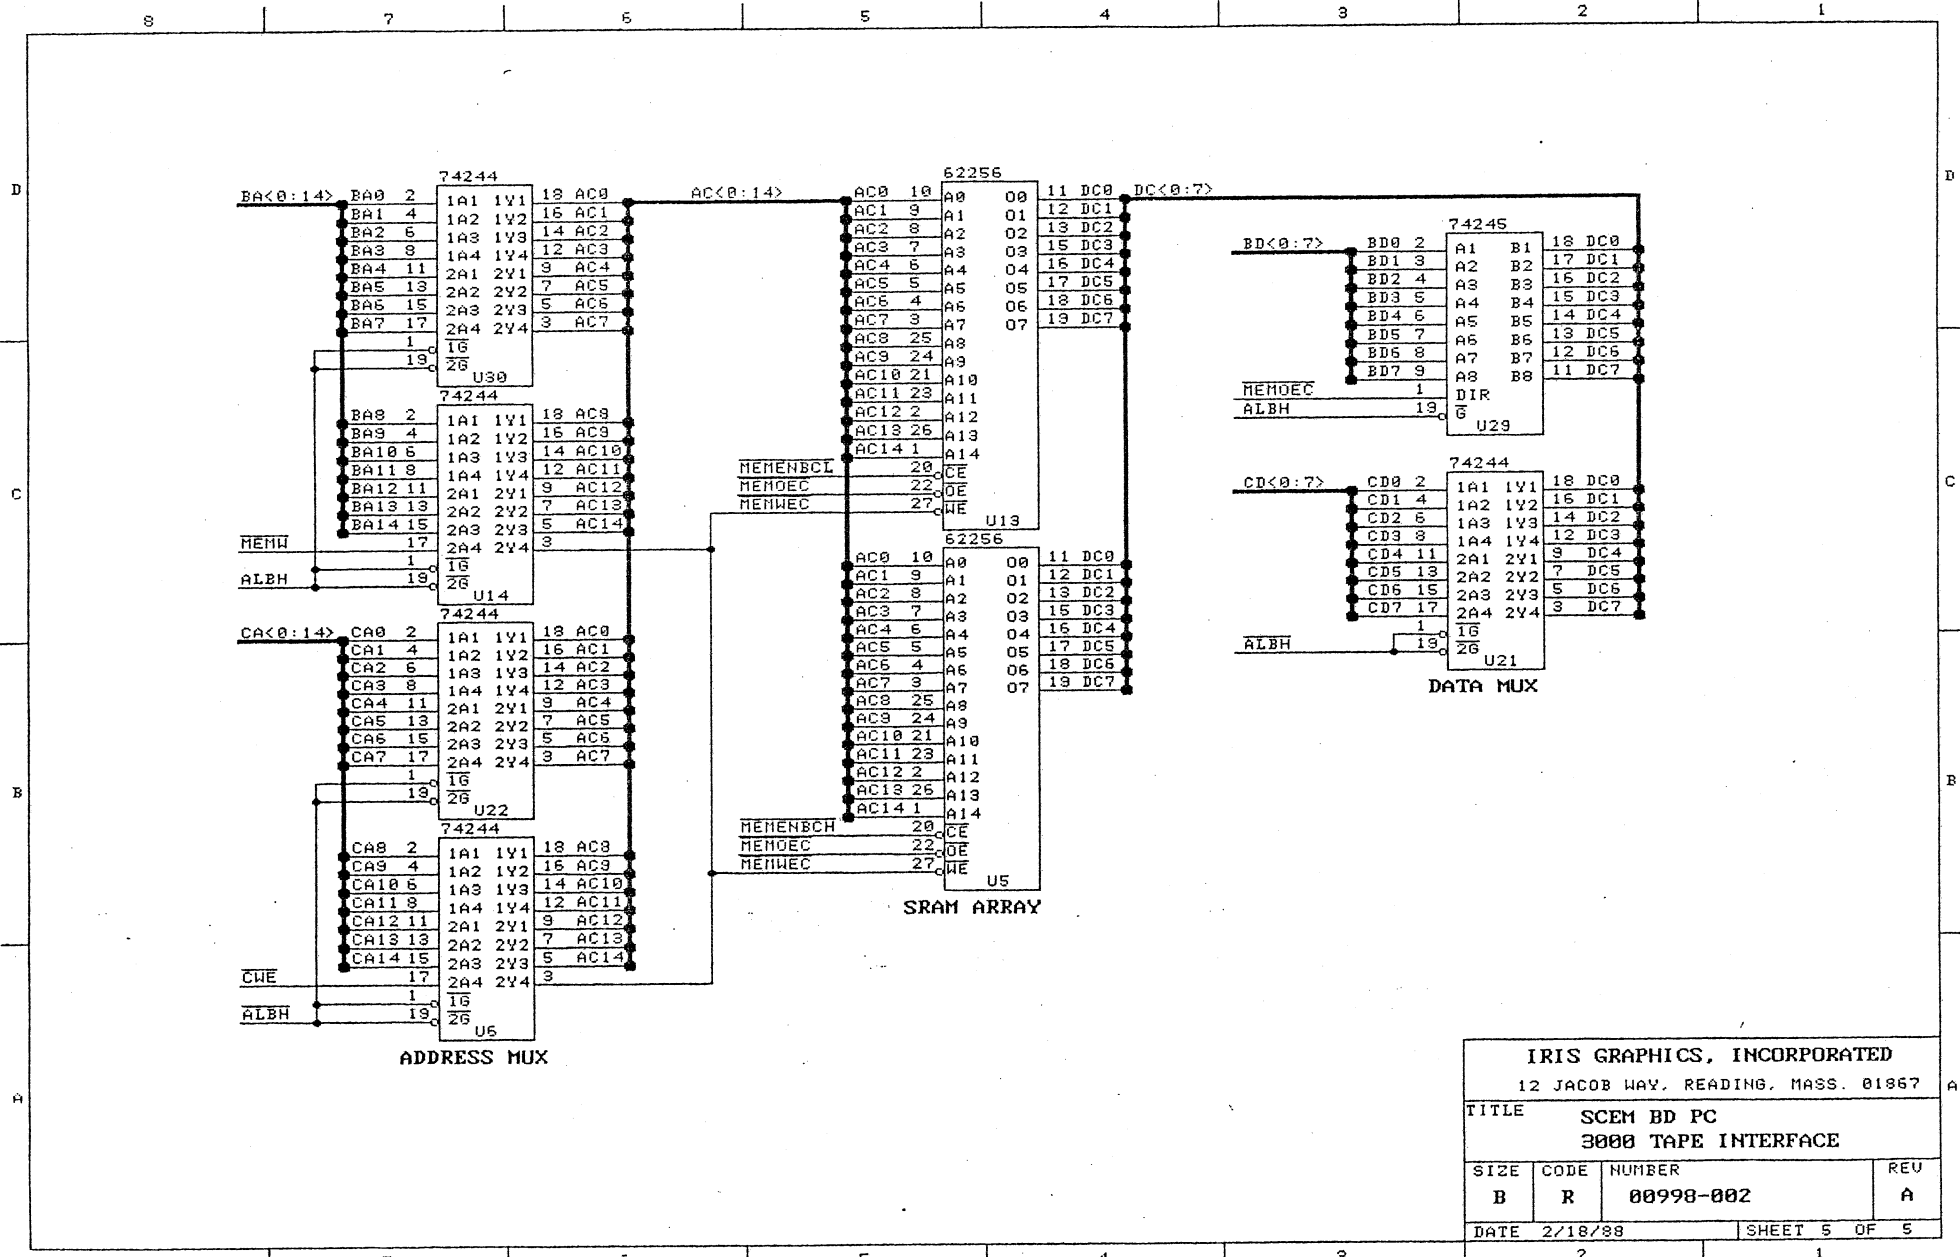 8 7 6 5 4 3 2 1
D
C
B
A
D
C
B
A
74244
BA<0:14>
BA0 2 1A1 1Y1 18 AC0
BA1 4 1A2 1Y2 16 AC1
BA2 6 1A3 1Y3 14 AC2
BA3 8 1A4 1Y4 12 AC3
BA4 11 2A1 2Y1 9 AC4
BA5 13 2A2 2Y2 7 AC5
BA6 15 2A3 2Y3 5 AC6
BA7 17 2A4 2Y4 3 AC7
1 1G
19 2G
U30
74244
BA8 2 1A1 1Y1 18 AC8
BA9 4 1A2 1Y2 16 AC9
BA10 6 1A3 1Y3 14 AC10
BA11 8 1A4 1Y4 12 AC11
BA12 11 2A1 2Y1 9 AC12
BA13 13 2A2 2Y2 7 AC13
BA14 15 2A3 2Y3 5 AC14
MEMW 17 2A4 2Y4 3
1 1G
ALBH 19 2G
U14
74244
CA<0:14>
CA0 2 1A1 1Y1 18 AC0
CA1 4 1A2 1Y2 16 AC1
CA2 6 1A3 1Y3 14 AC2
CA3 8 1A4 1Y4 12 AC3
CA4 11 2A1 2Y1 9 AC4
CA5 13 2A2 2Y2 7 AC5
CA6 15 2A3 2Y3 5 AC6
CA7 17 2A4 2Y4 3 AC7
1 1G
19 2G
U22
74244
CA8 2 1A1 1Y1 18 AC8
CA9 4 1A2 1Y2 16 AC9
CA10 6 1A3 1Y3 14 AC10
CA11 8 1A4 1Y4 12 AC11
CA12 11 2A1 2Y1 9 AC12
CA13 13 2A2 2Y2 7 AC13
CA14 15 2A3 2Y3 5 AC14
CWE 17 2A4 2Y4 3
1 1G
ALBH 19 2G
U6
ADDRESS MUX
AC<0:14>
62256
AC0 10 A0 O0 11 DC0
AC1 9 A1 O1 12 DC1
AC2 8 A2 O2 13 DC2
AC3 7 A3 O3 15 DC3
AC4 6 A4 O4 16 DC4
AC5 5 A5 O5 17 DC5
AC6 4 A6 O6 18 DC6
AC7 3 A7 O7 19 DC7
AC8 25 A8
AC9 24 A9
AC10 21 A10
AC11 23 A11
AC12 2 A12
AC13 26 A13
AC14 1 A14
MEMENBCL 20 CE
MEMOEC 22 OE
MEMWEC 27 WE
U13
62256
AC0 10 A0 O0 11 DC0
AC1 9 A1 O1 12 DC1
AC2 8 A2 O2 13 DC2
AC3 7 A3 O3 15 DC3
AC4 6 A4 O4 16 DC4
AC5 5 A5 O5 17 DC5
AC6 4 A6 O6 18 DC6
AC7 3 A7 O7 19 DC7
AC8 25 A8
AC9 24 A9
AC10 21 A10
AC11 23 A11
AC12 2 A12
AC13 26 A13
AC14 1 A14
MEMENBCH 20 CE
MEMOEC 22 OE
MEMWEC 27 WE
U5
SRAM ARRAY
DC<0:7>
74245
BD<0:7>
BD0 2 A1 B1 18 DC0
BD1 3 A2 B2 17 DC1
BD2 4 A3 B3 16 DC2
BD3 5 A4 B4 15 DC3
BD4 6 A5 B5 14 DC4
BD5 7 A6 B6 13 DC5
BD6 8 A7 B7 12 DC6
BD7 9 A8 B8 11 DC7
MEMOEC 1 DIR
ALBH 19 G
U29
74244
CD<0:7>
CD0 2 1A1 1Y1 18 DC0
CD1 4 1A2 1Y2 16 DC1
CD2 6 1A3 1Y3 14 DC2
CD3 8 1A4 1Y4 12 DC3
CD4 11 2A1 2Y1 9 DC4
CD5 13 2A2 2Y2 7 DC5
CD6 15 2A3 2Y3 5 DC6
CD7 17 2A4 2Y4 3 DC7
1 1G
ALBH 19 2G
U21
DATA MUX
IRIS GRAPHICS, INCORPORATED
12 JACOB WAY, READING, MASS. 01867
TITLE SCEM BD PC
3000 TAPE INTERFACE
SIZE CODE NUMBER REV
B R 00998-002 A
DATE 2/18/88 SHEET 5 OF 5